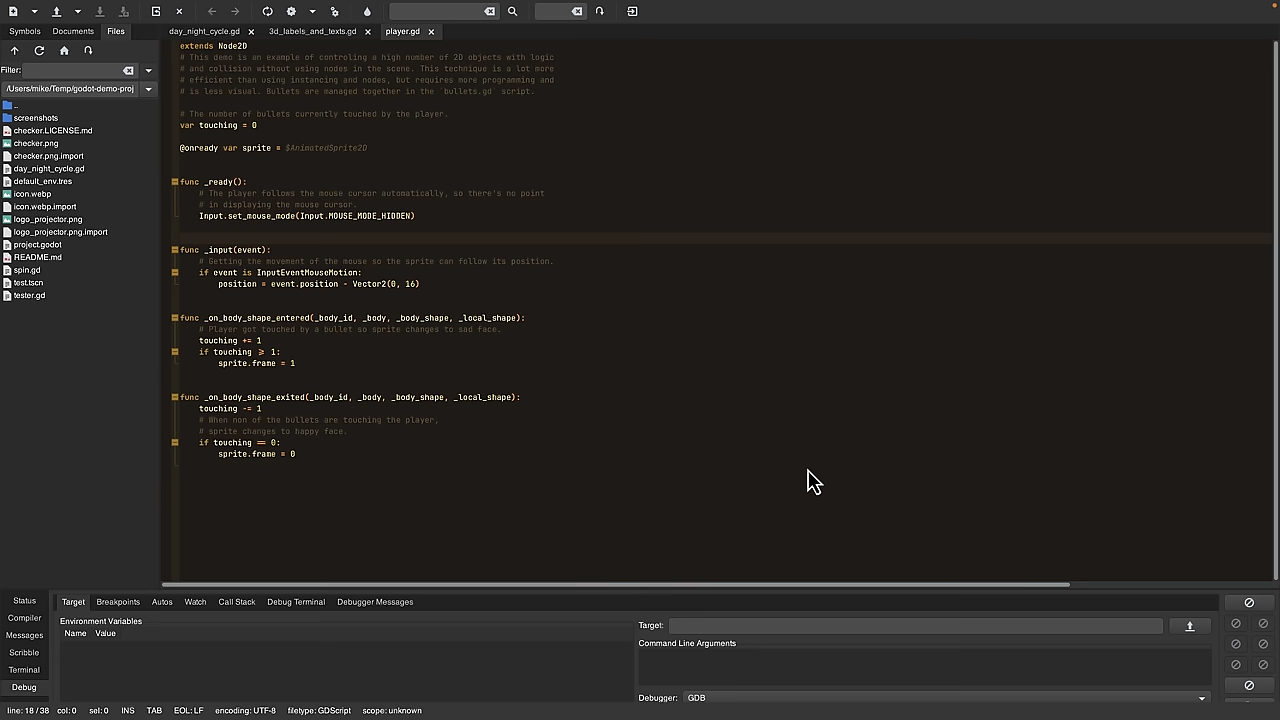 day_night_cycle.gd
3d_labels_and_texts.gd
player.gd
Symbols
Documents
Files
Filter:
/Users/mike/Temp/godot-demo-proj
..
screenshots
checker.LICENSE.md
checker.png
checker.png.import
day_night_cycle.gd
default_env.tres
icon.webp
icon.webp.import
logo_projector.png
logo_projector.png.import
project.godot
README.md
spin.gd
test.tscn
tester.gd
extends Node2D
# This demo is an example of controling a high number of 2D objects with logic
# and collision without using nodes in the scene. This technique is a lot more
# efficient than using instancing and nodes, but requires more programming and
# is less visual. Bullets are managed together in the `bullets.gd` script.
# The number of bullets currently touched by the player.
var touching = 0
@onready var sprite = $AnimatedSprite2D
func _ready():
# The player follows the mouse cursor automatically, so there's no point
# in displaying the mouse cursor.
Input.set_mouse_mode(Input.MOUSE_MODE_HIDDEN)
func _input(event):
# Getting the movement of the mouse so the sprite can follow its position.
if event is InputEventMouseMotion:
position = event.position - Vector2(0, 16)
func _on_body_shape_entered(_body_id, _body, _body_shape, _local_shape):
# Player got touched by a bullet so sprite changes to sad face.
touching += 1
if touching >= 1:
sprite.frame = 1
func _on_body_shape_exited(_body_id, _body, _body_shape, _local_shape):
touching -= 1
# When non of the bullets are touching the player,
# sprite changes to happy face.
if touching == 0:
sprite.frame = 0
Status
Compiler
Messages
Scribble
Terminal
Debug
Target
Breakpoints
Autos
Watch
Call Stack
Debug Terminal
Debugger Messages
Environment Variables
Name Value
Target:
Command Line Arguments
Debugger: GDB
line: 18 / 38 col: 0 sel: 0 INS TAB EOL: LF encoding: UTF-8 filetype: GDScript scope: unknown